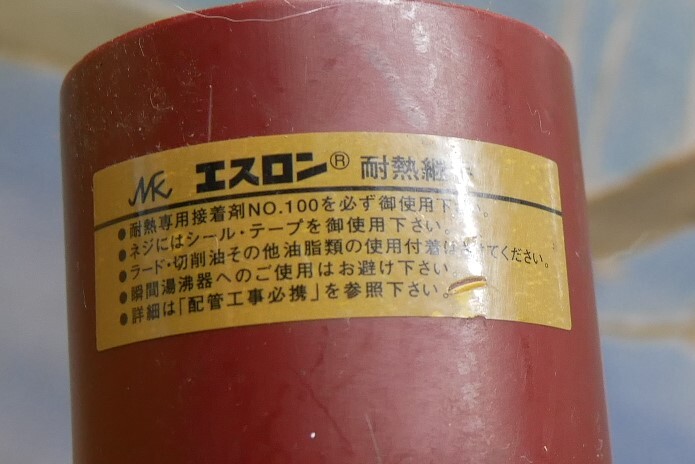 NK エスロン® 耐熱継手
●耐熱専用接着剤NO.100を必ず御使用下さい。
●ネジにはシール・テープを御使用下さい。
●ラード・切削油その他油脂類の使用付着はさけてください。
●瞬間湯沸器へのご使用はお避け下さい。
●詳細は「配管工事必携」を参照下さい。